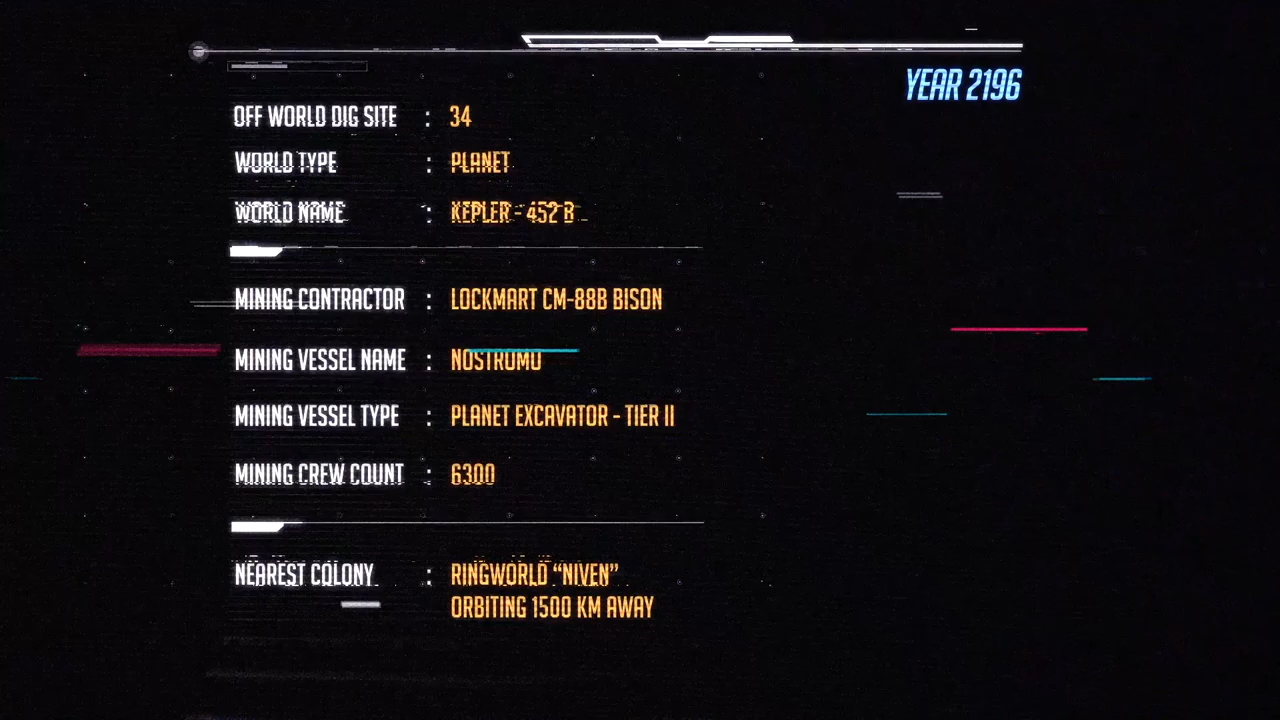 YEAR 2196
OFF WORLD DIG SITE : 34
WORLD TYPE : PLANET
WORLD NAME : KEPLER - 452 B
MINING CONTRACTOR : LOCKMART CM-88B BISON
MINING VESSEL NAME : NOSTROMO
MINING VESSEL TYPE : PLANET EXCAVATOR - TIER II
MINING CREW COUNT : 6300
NEAREST COLONY : RINGWORLD “NIVEN”
ORBITING 1500 KM AWAY